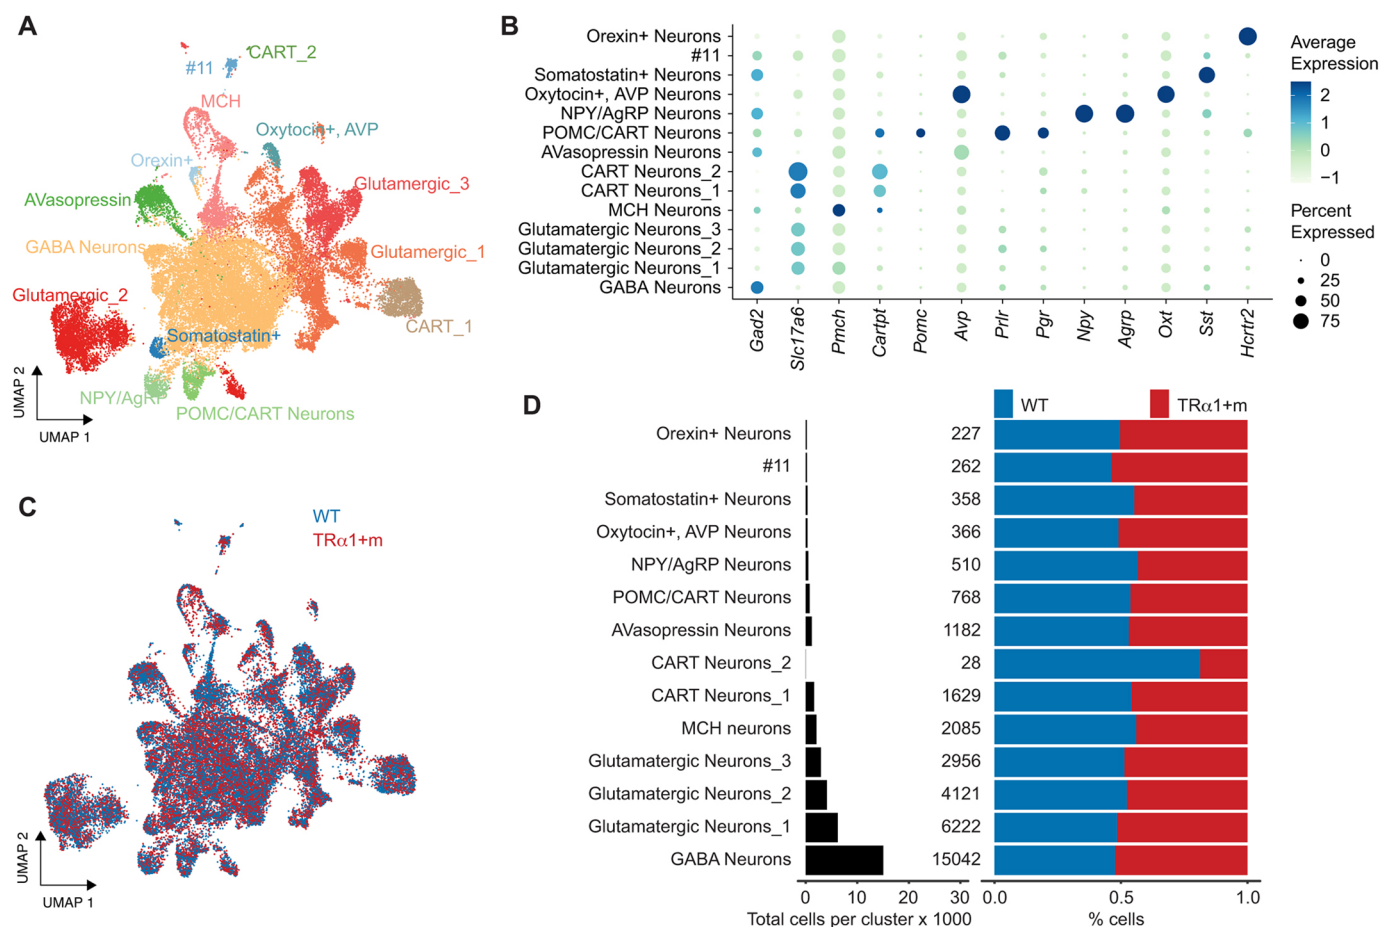 A
CART_2
#11
MCH
Oxytocin+, AVP
Orexin+
Glutamergic_3
AVasopressin
GABA Neurons
Glutamergic_1
Glutamergic_2
CART_1
Somatostatin+
NPY/AgRP
POMC/CART Neurons
UMAP 2
UMAP 1
B
Orexin+ Neurons
#11
Somatostatin+ Neurons
Oxytocin+, AVP Neurons
NPY/AgRP Neurons
POMC/CART Neurons
AVasopressin Neurons
CART Neurons_2
CART Neurons_1
MCH Neurons
Glutamatergic Neurons_3
Glutamatergic Neurons_2
Glutamatergic Neurons_1
GABA Neurons
Gad2
Slc17a6
Pmch
Cartpt
Pomc
Avp
Prlr
Pgr
Npy
Agrp
Oxt
Sst
Hcrtr2
Average
Expression
2
1
0
−1
Percent
Expressed
0
25
50
75
C
WT
TRα1+m
UMAP 2
UMAP 1
D
WT
TRα1+m
Orexin+ Neurons 227
#11 262
Somatostatin+ Neurons 358
Oxytocin+, AVP Neurons 366
NPY/AgRP Neurons 510
POMC/CART Neurons 768
AVasopressin Neurons 1182
CART Neurons_2 28
CART Neurons_1 1629
MCH neurons 2085
Glutamatergic Neurons_3 2956
Glutamatergic Neurons_2 4121
Glutamatergic Neurons_1 6222
GABA Neurons 15042
0 10 20 30
Total cells per cluster x 1000
0.0 0.5 1.0
% cells